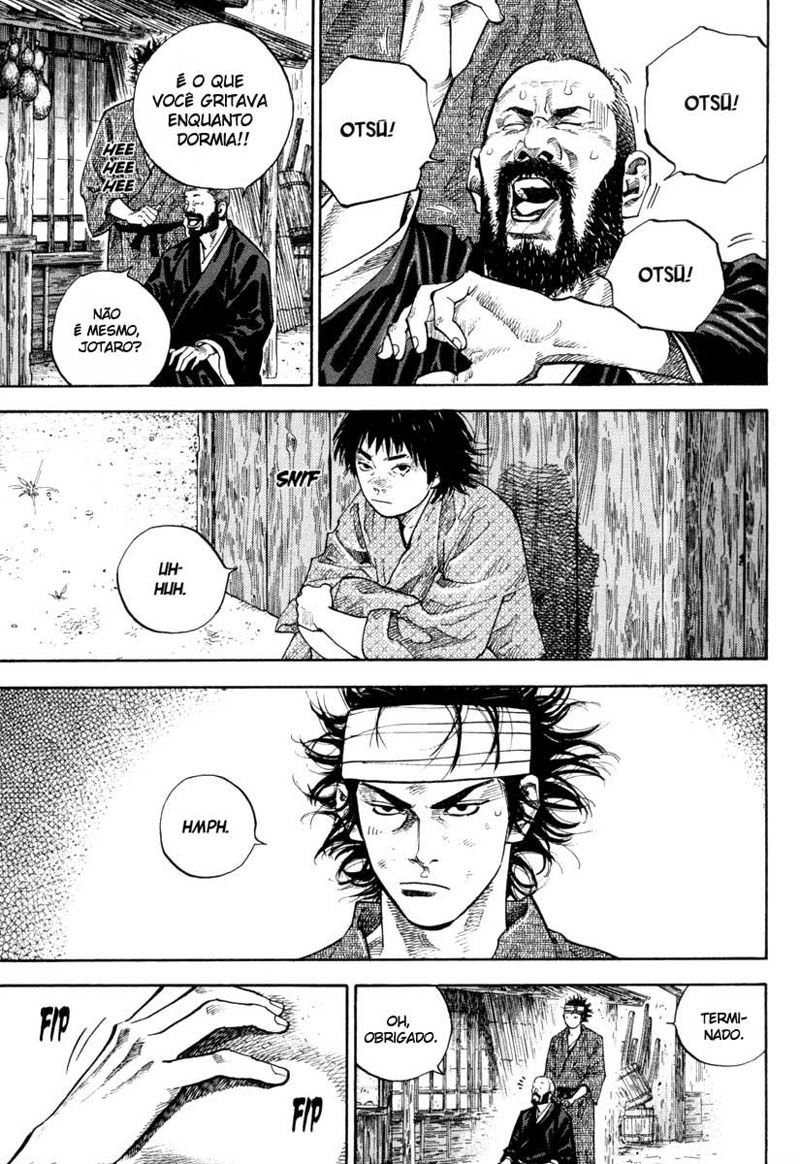 OTSŪ!
OTSŪ!
OTSŪ!
É O QUE
VOCÊ GRITAVA
ENQUANTO
DORMIA!!
HEE
HEE
HEE
NÃO
É MESMO,
JOTARO?
SNIF
UH-
HUH.
HMPH.
TERMI-
NADO.
OH,
OBRIGADO.
FIP
FIP